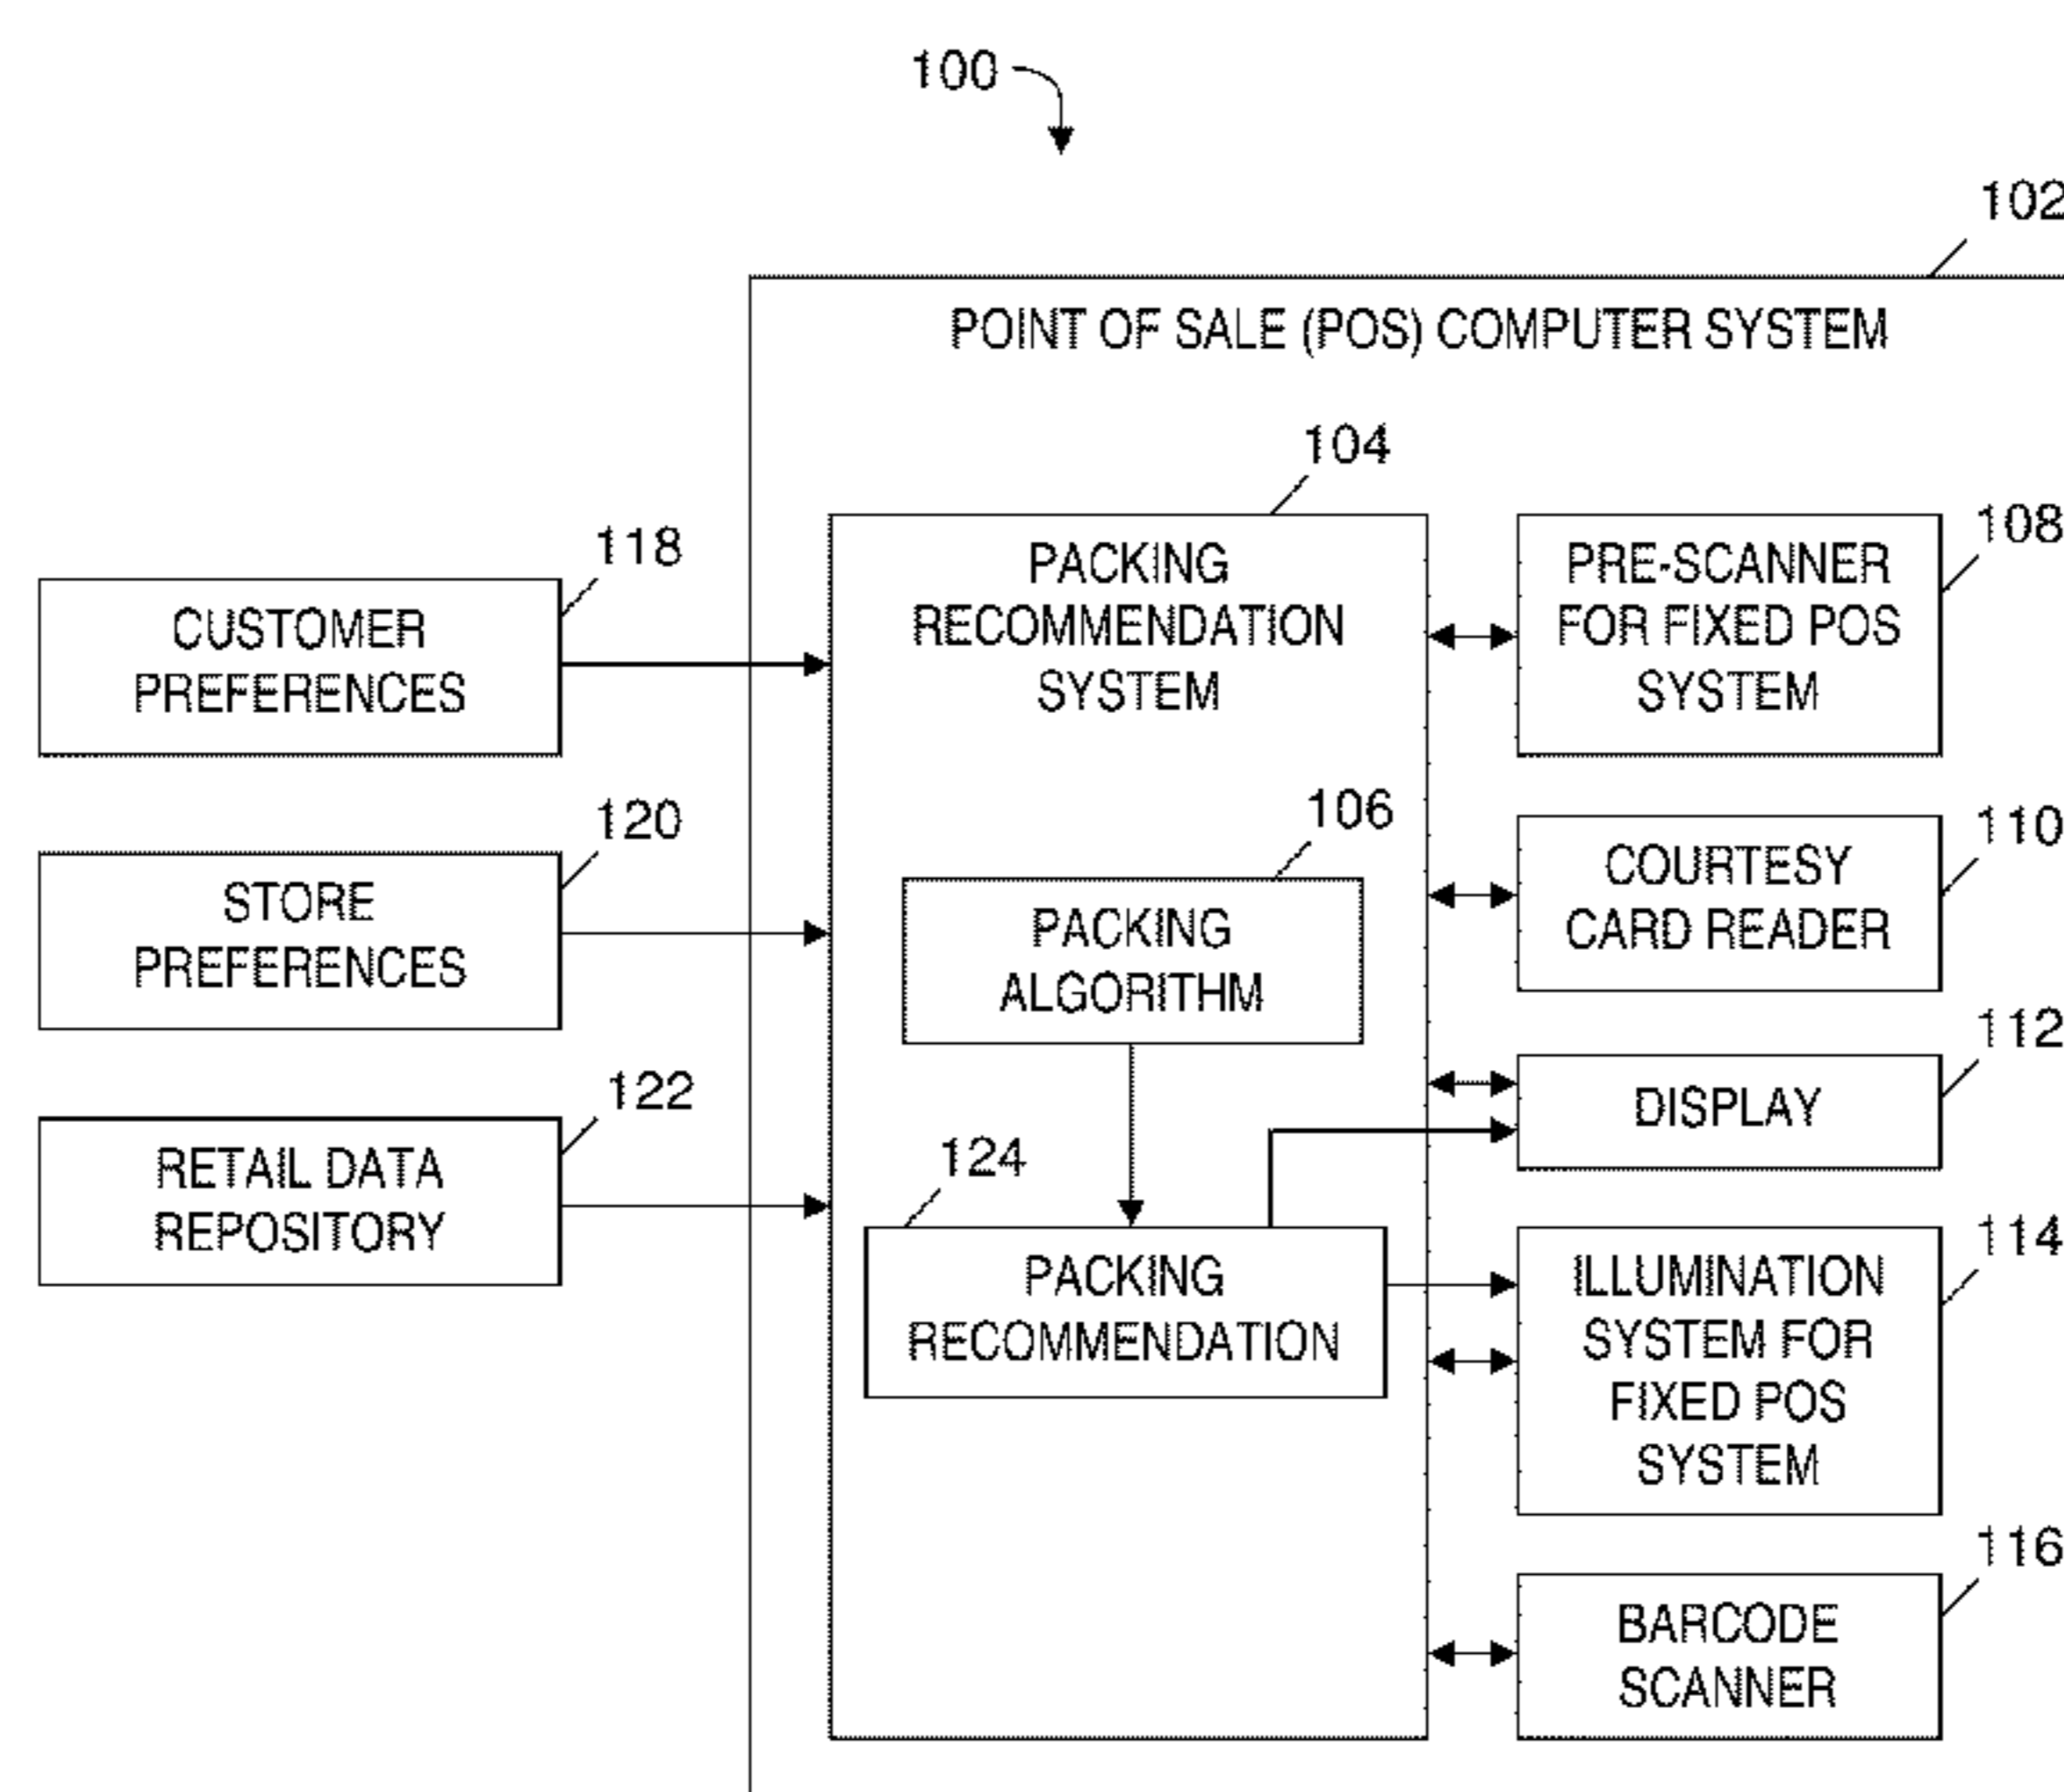 100
102
POINT OF SALE (POS) COMPUTER SYSTEM
104
PACKING
RECOMMENDATION
SYSTEM
108
PRE-SCANNER
FOR FIXED POS
SYSTEM
118
CUSTOMER
PREFERENCES
106
PACKING
ALGORITHM
110
COURTESY
CARD READER
120
STORE
PREFERENCES
112
DISPLAY
122
RETAIL DATA
REPOSITORY
124
PACKING
RECOMMENDATION
114
ILLUMINATION
SYSTEM FOR
FIXED POS
SYSTEM
116
BARCODE
SCANNER